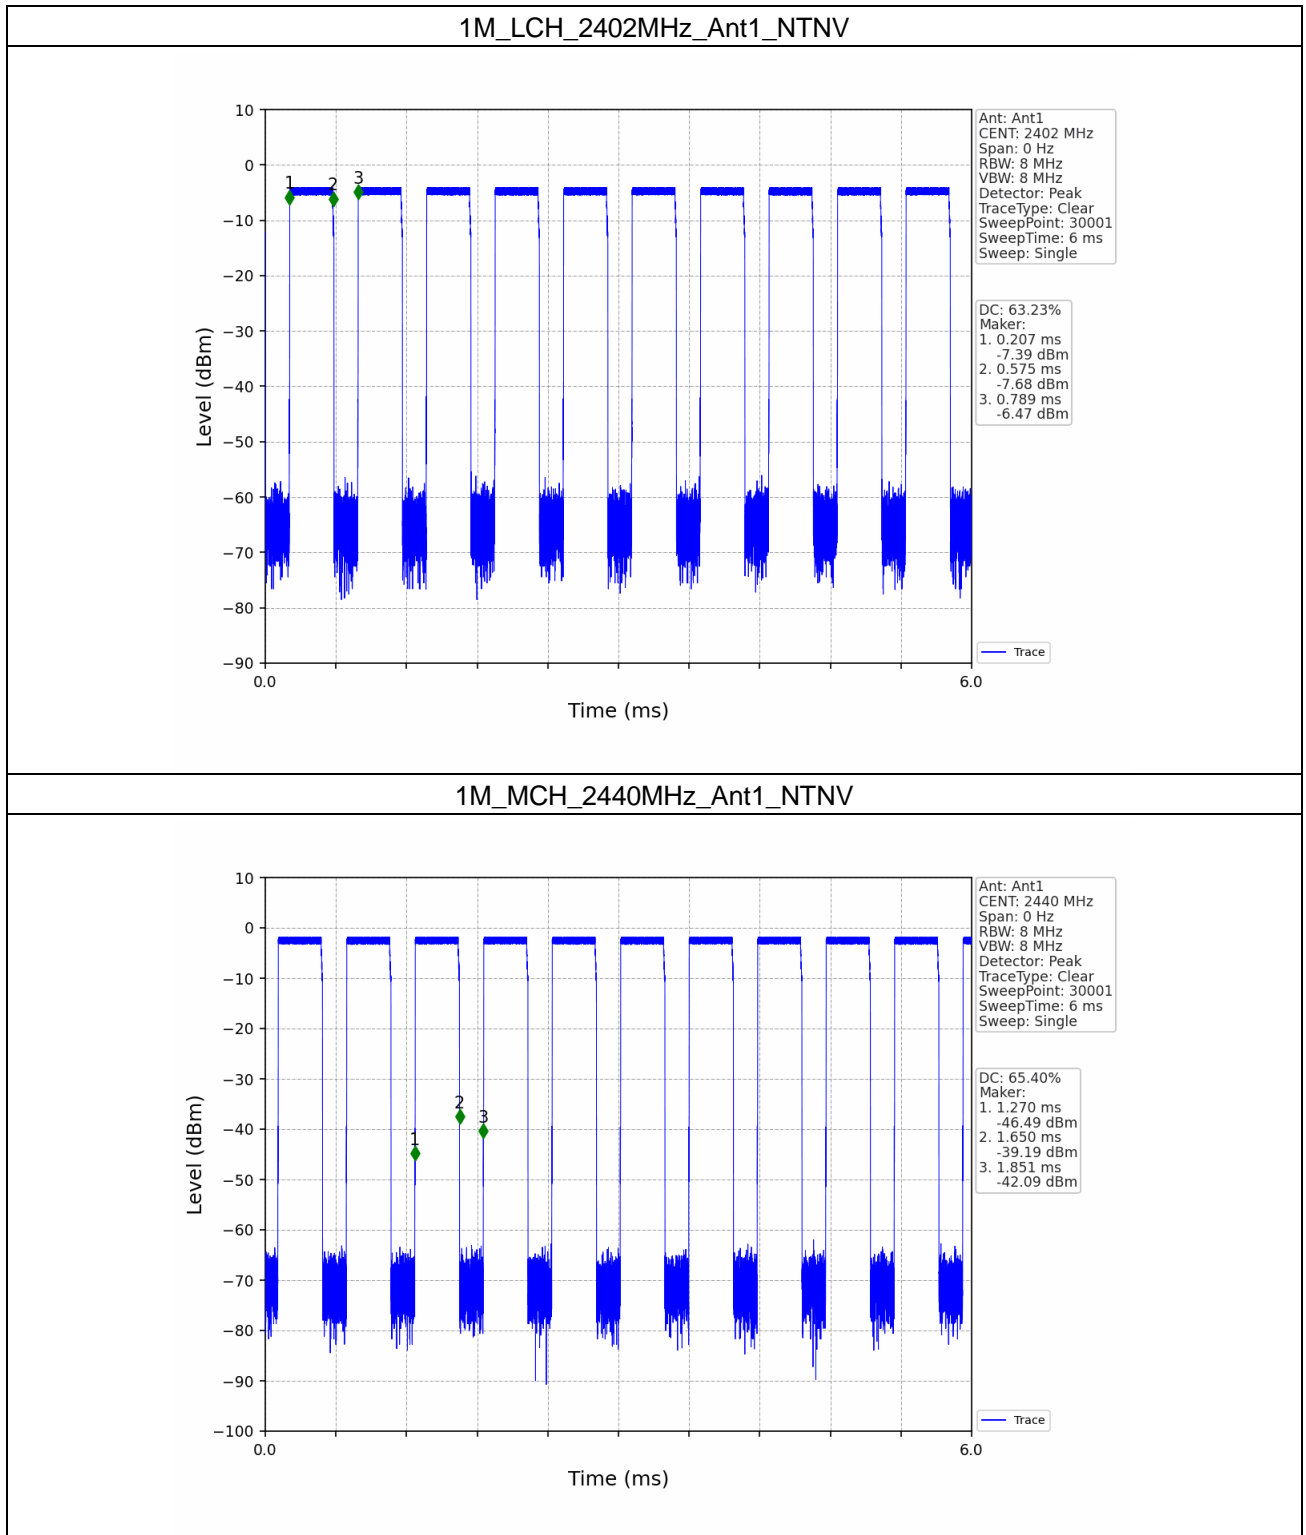 1M_LCH_2402MHz_Ant1_NTNV
10
0
−10
−20
−30
−40
−50
−60
−70
−80
−90
Level (dBm)
1
2
3
0.0
6.0
Time (ms)
Ant: Ant1
CENT: 2402 MHz
Span: 0 Hz
RBW: 8 MHz
VBW: 8 MHz
Detector: Peak
TraceType: Clear
SweepPoint: 30001
SweepTime: 6 ms
Sweep: Single
DC: 63.23%
Maker:
1. 0.207 ms
-7.39 dBm
2. 0.575 ms
-7.68 dBm
3. 0.789 ms
-6.47 dBm
Trace
1M_MCH_2440MHz_Ant1_NTNV
10
0
−10
−20
−30
−40
−50
−60
−70
−80
−90
−100
Level (dBm)
1
2
3
0.0
6.0
Time (ms)
Ant: Ant1
CENT: 2440 MHz
Span: 0 Hz
RBW: 8 MHz
VBW: 8 MHz
Detector: Peak
TraceType: Clear
SweepPoint: 30001
SweepTime: 6 ms
Sweep: Single
DC: 65.40%
Maker:
1. 1.270 ms
-46.49 dBm
2. 1.650 ms
-39.19 dBm
3. 1.851 ms
-42.09 dBm
Trace